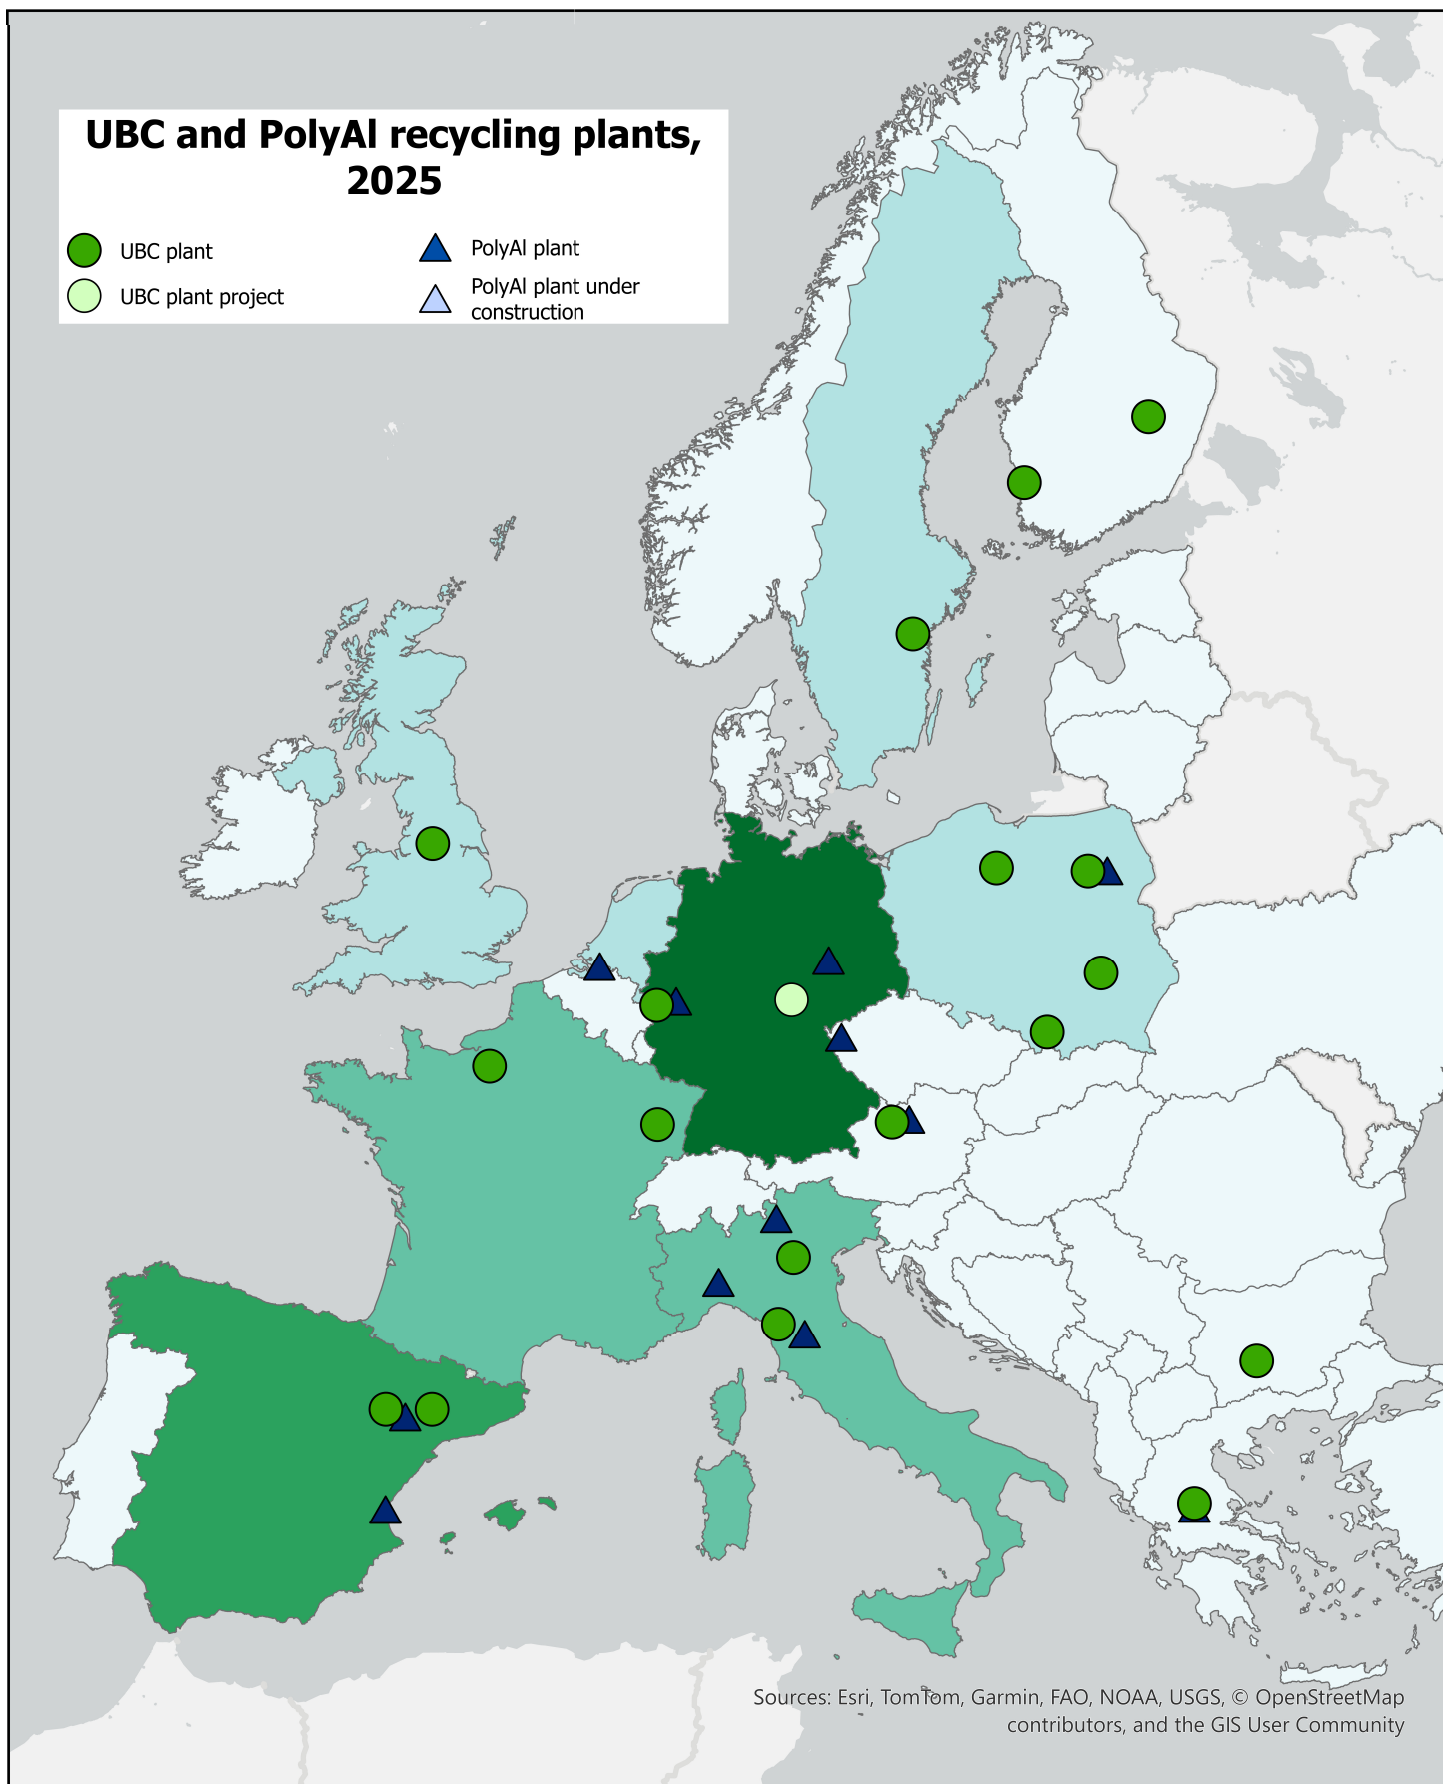 UBC and PolyAl recycling plants,
2025
UBC plant
PolyAl plant
UBC plant project
PolyAl plant under
construction
Sources: Esri, TomTom, Garmin, FAO, NOAA, USGS, © OpenStreetMap
contributors, and the GIS User Community